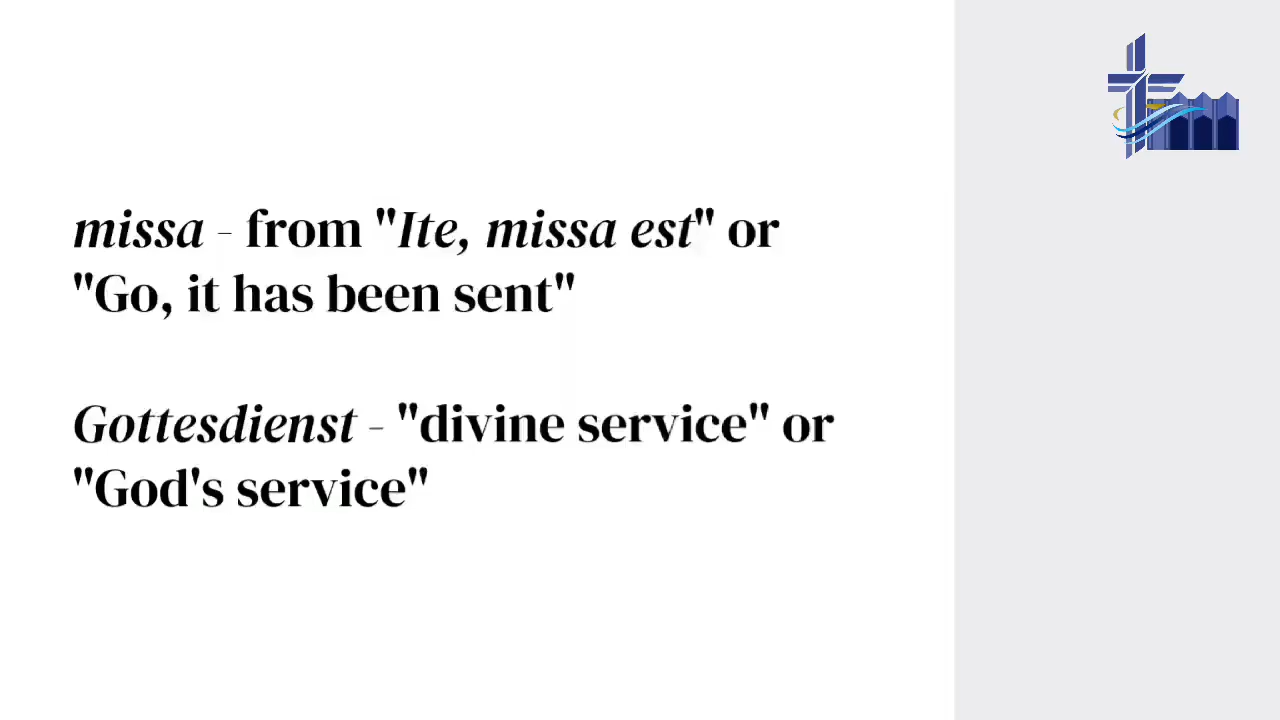 missa - from "Ite, missa est" or
"Go, it has been sent"
Gottesdienst - "divine service" or
"God's service"